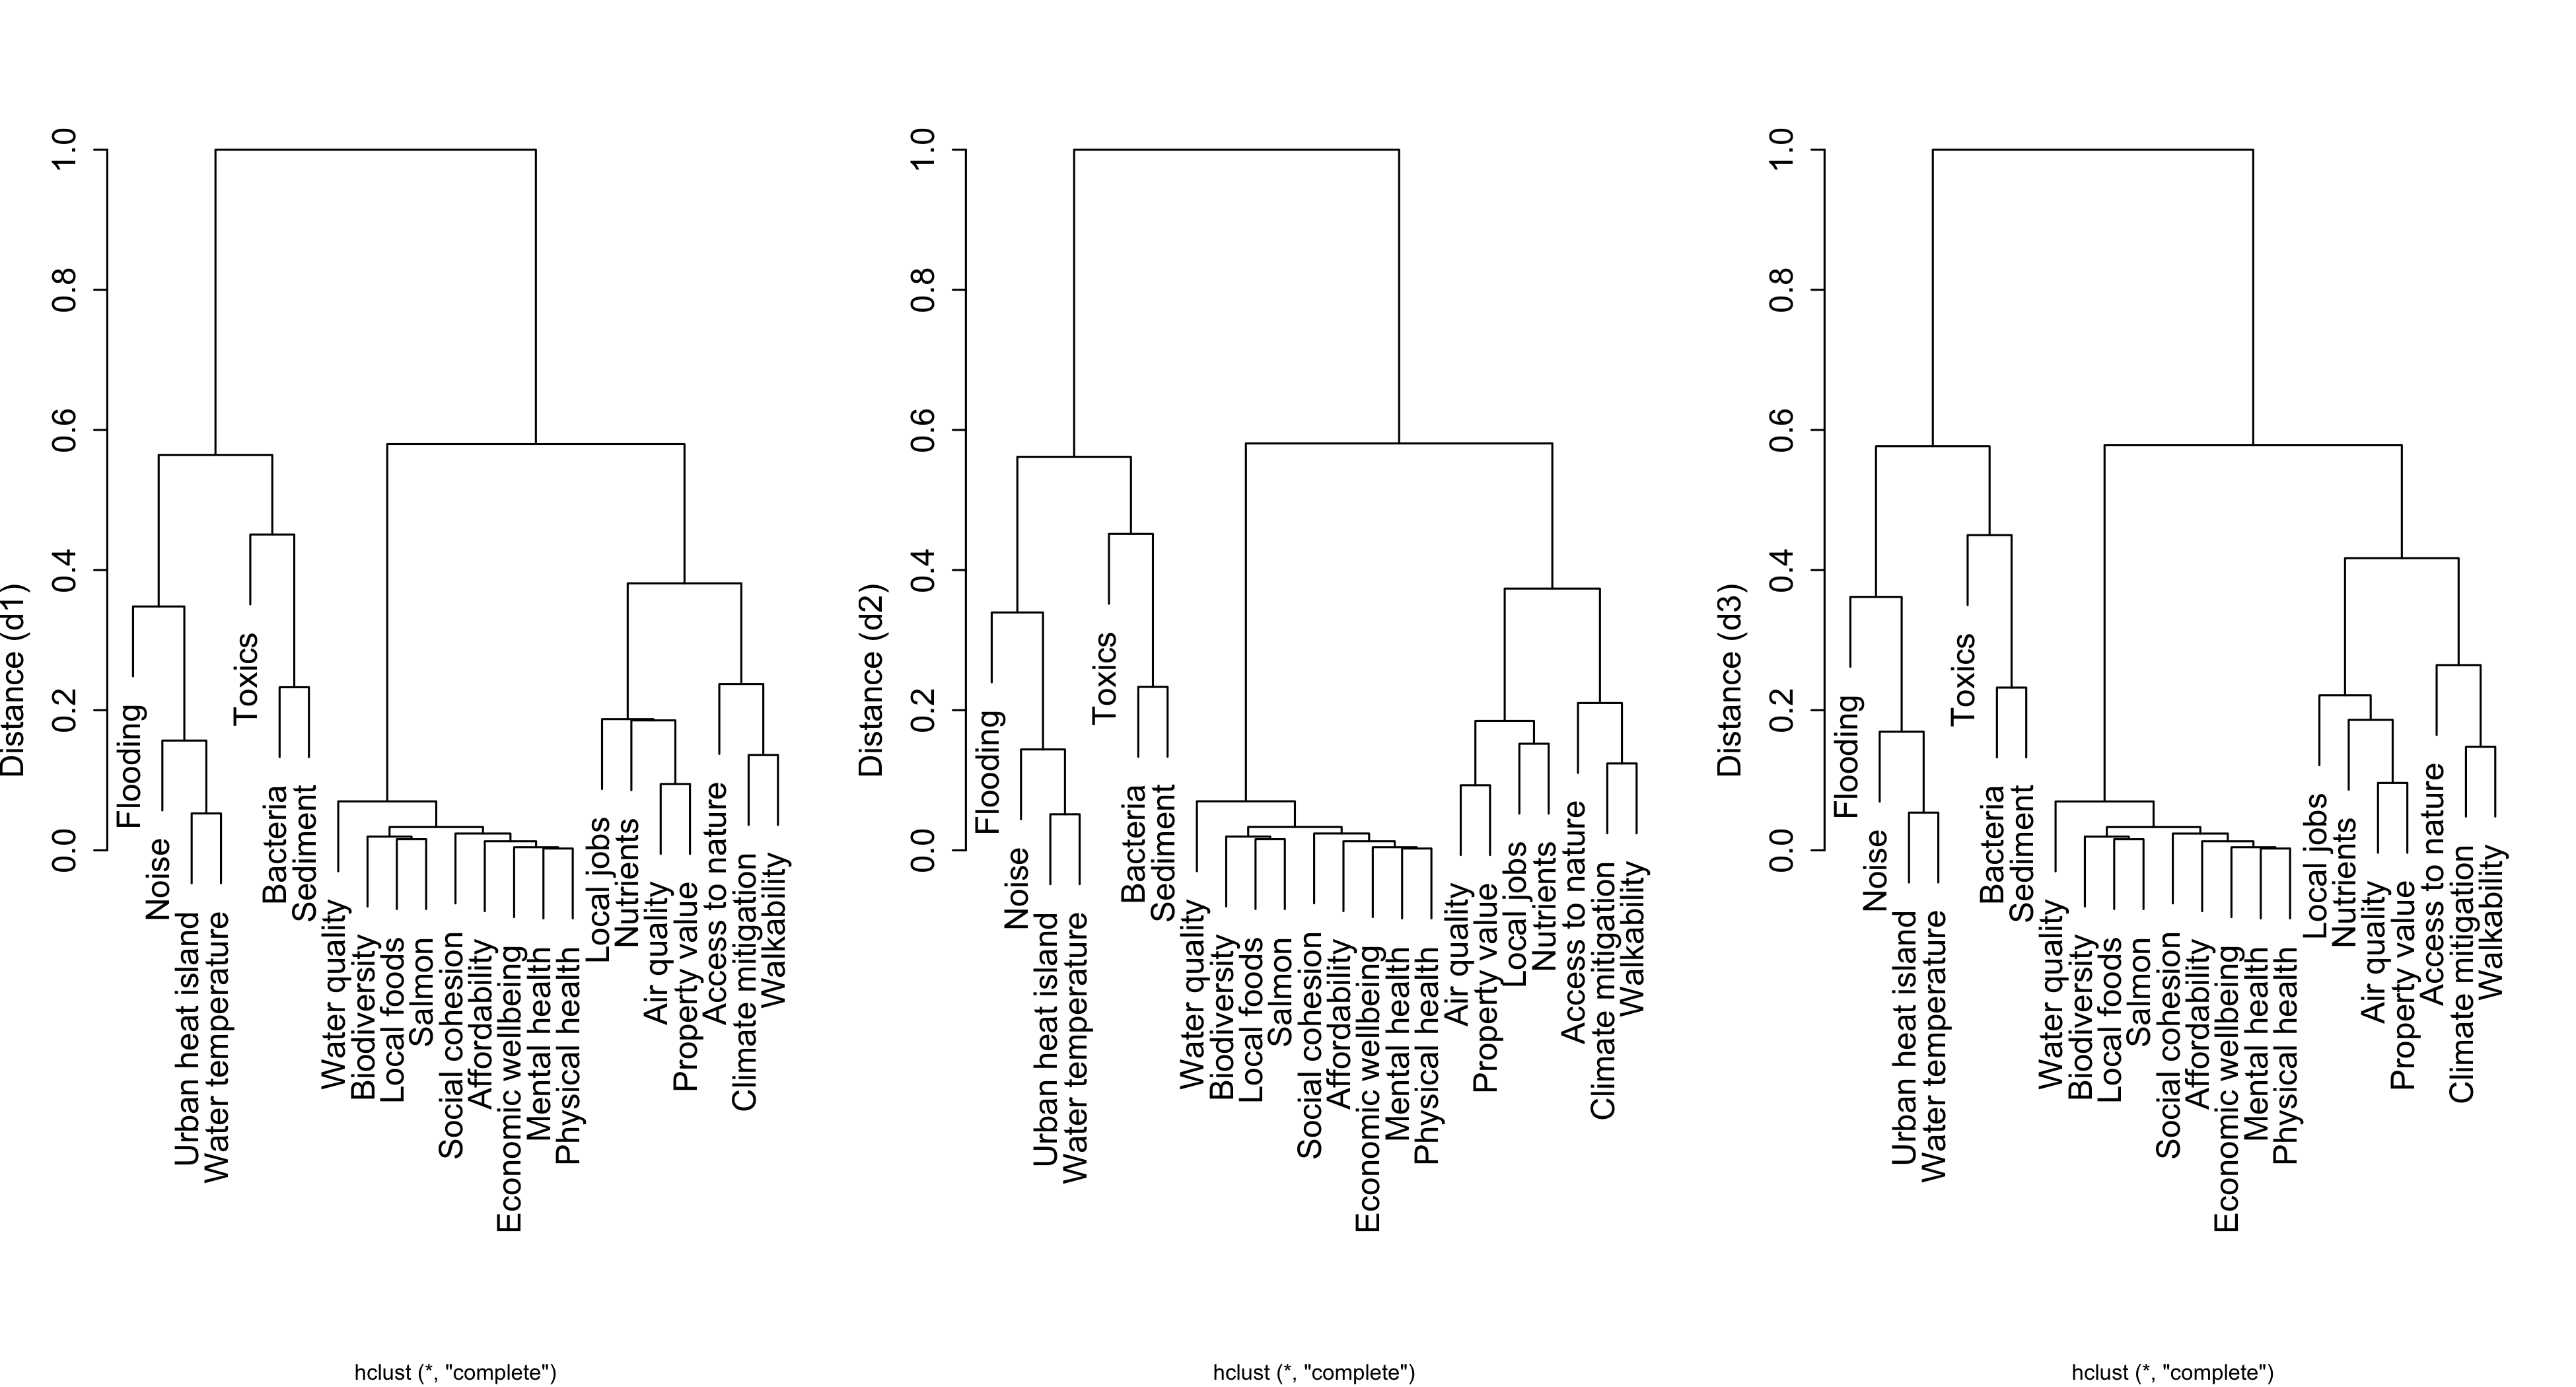 Distance (d1)
0.0
0.2
0.4
0.6
0.8
1.0
Flooding
Noise
Urban heat island
Water temperature
Toxics
Bacteria
Sediment
Water quality
Biodiversity
Local foods
Salmon
Social cohesion
Affordability
Economic wellbeing
Mental health
Physical health
Local jobs
Nutrients
Air quality
Property value
Access to nature
Climate mitigation
Walkability
hclust (*, "complete")
Distance (d2)
0.0
0.2
0.4
0.6
0.8
1.0
Flooding
Noise
Urban heat island
Water temperature
Toxics
Bacteria
Sediment
Water quality
Biodiversity
Local foods
Salmon
Social cohesion
Affordability
Economic wellbeing
Mental health
Physical health
Air quality
Property value
Local jobs
Nutrients
Access to nature
Climate mitigation
Walkability
hclust (*, "complete")
Distance (d3)
0.0
0.2
0.4
0.6
0.8
1.0
Flooding
Noise
Urban heat island
Water temperature
Toxics
Bacteria
Sediment
Water quality
Biodiversity
Local foods
Salmon
Social cohesion
Affordability
Economic wellbeing
Mental health
Physical health
Local jobs
Nutrients
Air quality
Property value
Access to nature
Climate mitigation
Walkability
hclust (*, "complete")